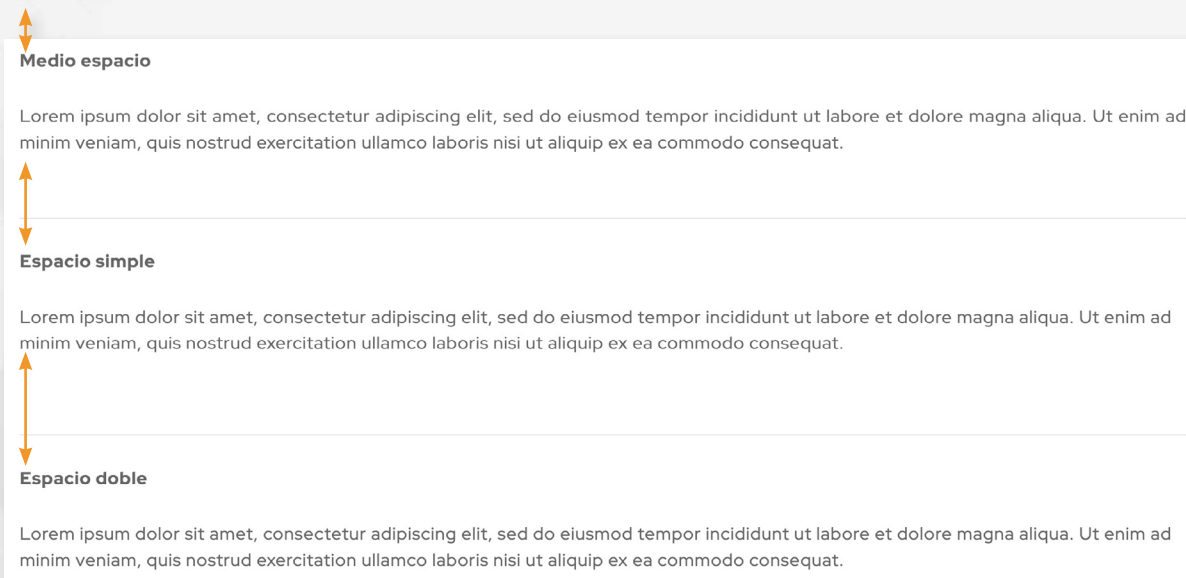 Medio espacio
Lorem ipsum dolor sit amet, consectetur adipiscing elit, sed do eiusmod tempor incididunt ut labore et dolore magna aliqua. Ut enim ad
minim veniam, quis nostrud exercitation ullamco laboris nisi ut aliquip ex ea commodo consequat.
Espacio simple
Lorem ipsum dolor sit amet, consectetur adipiscing elit, sed do eiusmod tempor incididunt ut labore et dolore magna aliqua. Ut enim ad
minim veniam, quis nostrud exercitation ullamco laboris nisi ut aliquip ex ea commodo consequat.
Espacio doble
Lorem ipsum dolor sit amet, consectetur adipiscing elit, sed do eiusmod tempor incididunt ut labore et dolore magna aliqua. Ut enim ad
minim veniam, quis nostrud exercitation ullamco laboris nisi ut aliquip ex ea commodo consequat.